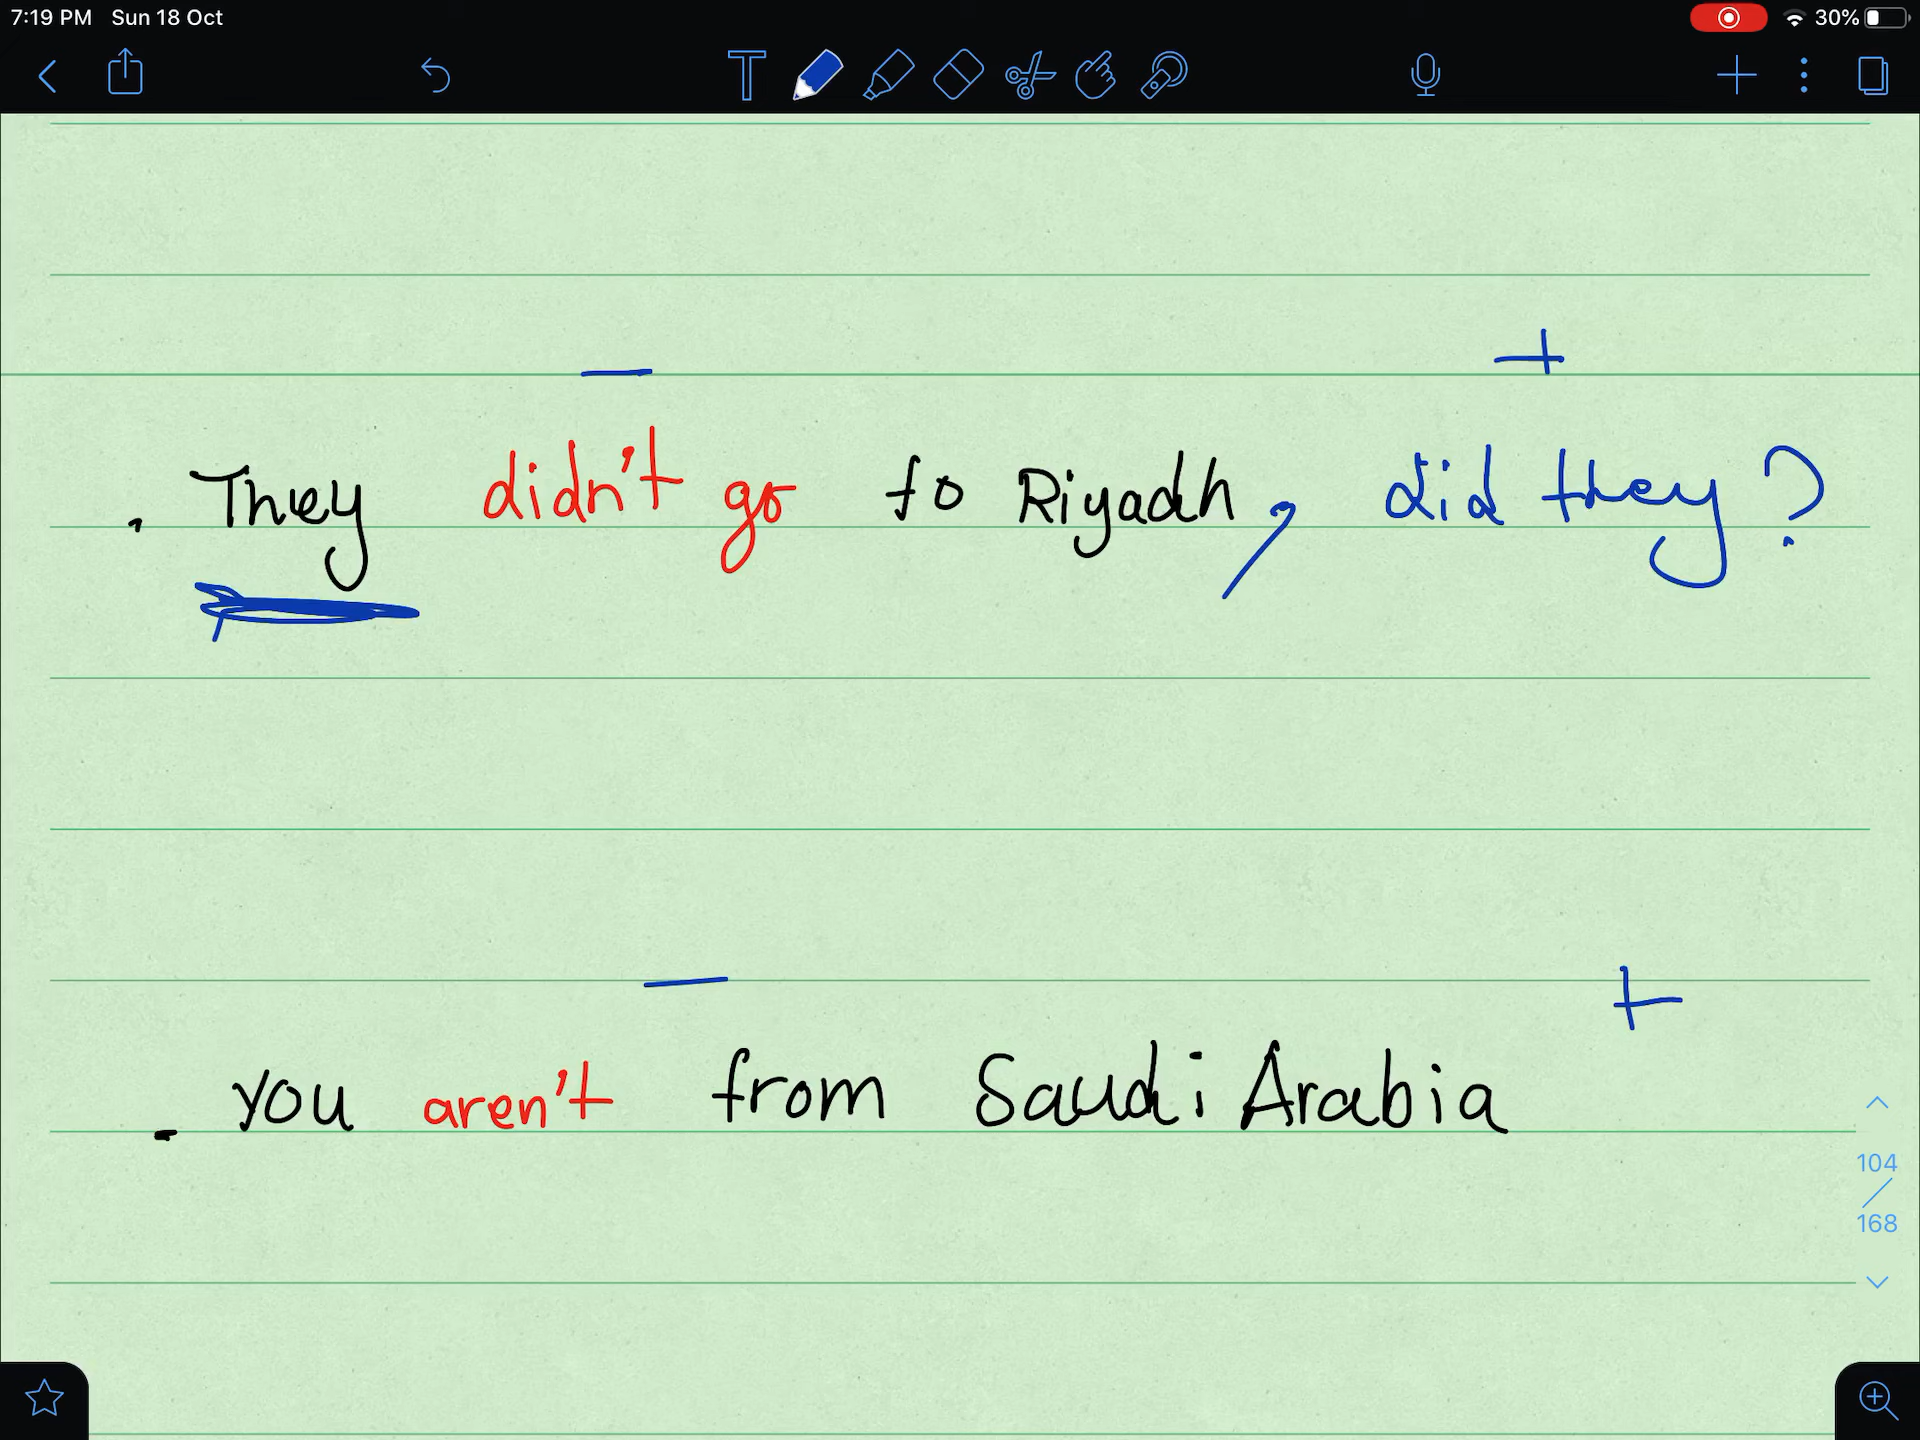 7:19 PM Sun 18 Oct
30%
T
− +
. They didn't go to Riyadh, did they?
− +
. you aren't from Saudi Arabia
104
/
168